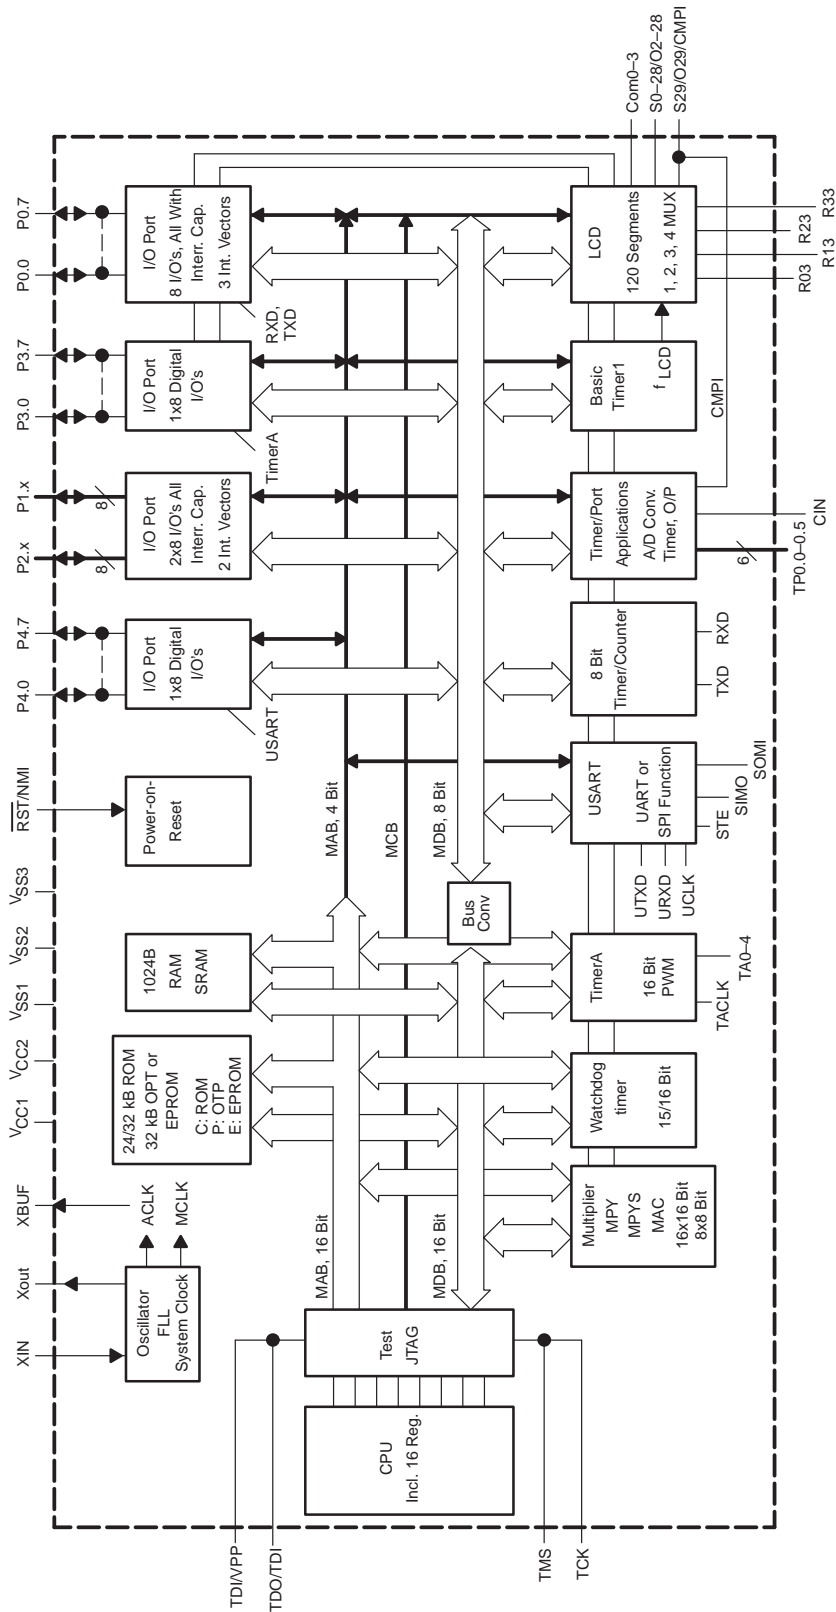 XIN
Xout
XBUF
VCC1
VCC2
VSS1
VSS2
VSS3
RST/NMI
P4.0
P4.7
P2.x
P1.x
P3.0
P3.7
P0.0
P0.7
Oscillator
FLL
System Clock
ACLK
MCLK
24/32 kB ROM
32 kB OPT or
EPROM
C: ROM
P: OTP
E: EPROM
1024B
RAM
SRAM
Power-on-
Reset
I/O Port
1x8 Digital
I/O's
USART
8
8
I/O Port
2x8 I/O's All
Interr. Cap.
2 Int. Vectors
I/O Port
1x8 Digital
I/O's
TimerA
I/O Port
8 I/O's, All With
Interr. Cap.
3 Int. Vectors
RXD,
TXD
TDI/VPP
TDO/TDI
CPU
Incl. 16 Reg.
Test
JTAG
MAB, 16 Bit
MDB, 16 Bit
MAB, 4 Bit
MCB
MDB, 8 Bit
Bus
Conv
TMS
TCK
Multiplier
MPY
MPYS
MAC
16x16 Bit
8x8 Bit
Watchdog
timer
15/16 Bit
TimerA
16 Bit
PWM
TACLK
TA0–4
USART
UART or
SPI Function
UTXD
URXD
UCLK
STE
SIMO
SOMI
8 Bit
Timer/Counter
TXD
RXD
Timer/Port
Applications
A/D Conv.
Timer, O/P
6
TP0.0–0.5
CIN
CMPI
Basic
Timer1
f LCD
LCD
120 Segments
1, 2, 3, 4 MUX
Com0–3
S0–28/O2–28
S29/O29/CMPI
R03
R13
R23
R33